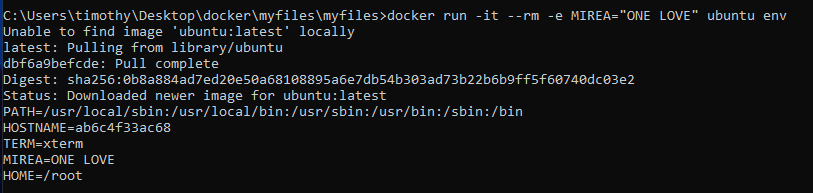 C:\Users\timothy\Desktop\docker\myfiles\myfiles>docker run -it --rm -e MIREA="ONE LOVE" ubuntu env
Unable to find image 'ubuntu:latest' locally
latest: Pulling from library/ubuntu
dbf6a9befcde: Pull complete
Digest: sha256:0b8a884ad7ed20e50a68108895a6e7db54b303ad73b22b6b9ff5f60740dc03e2
Status: Downloaded newer image for ubuntu:latest
PATH=/usr/local/sbin:/usr/local/bin:/usr/sbin:/usr/bin:/sbin:/bin
HOSTNAME=ab6c4f33ac68
TERM=xterm
MIREA=ONE LOVE
HOME=/root